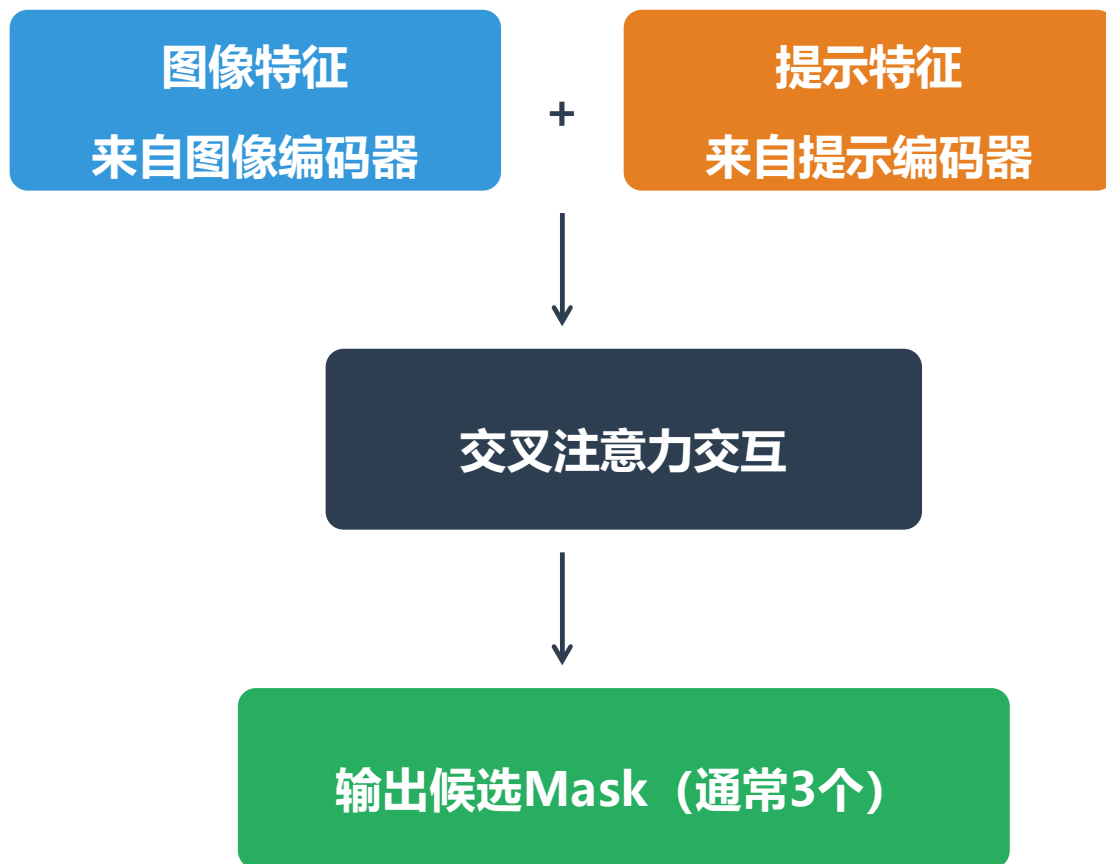 图像特征
来自图像编码器
+
提示特征
来自提示编码器
交叉注意力交互
输出候选Mask（通常3个）